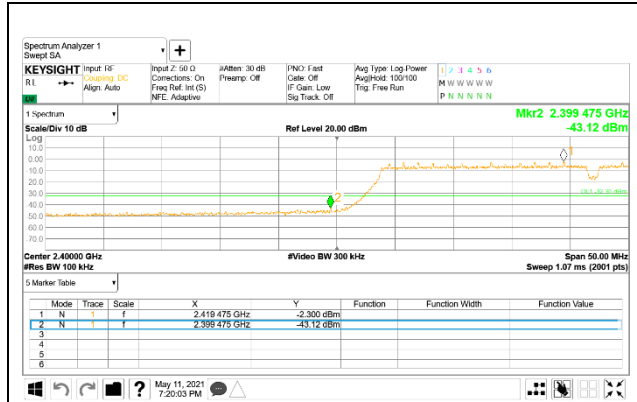 Spectrum Analyzer 1
Swept SA
KEYSIGHT
RL
Input: RF
Coupling: DC
Align: Auto
Input Z: 50 Ω
Corrections: On
Freq Ref: Int (S)
NFE: Adaptive
#Atten: 30 dB
Preamp: Off
PNO: Fast
Gate: Off
IF Gain: Low
Sig Track: Off
Avg Type: Log-Power
Avg|Hold: 100/100
Trig: Free Run
1 2 3 4 5 6
M W W W W W
P N N N N N
1 Spectrum
Mkr2 2.399 475 GHz
Scale/Div 10 dB
Ref Level 20.00 dBm
-43.12 dBm
Log
10.0
0.00
10.0
20.0
30.0
40.0
50.0
60.0
-70.0
1
2
Center 2.40000 GHz
#Video BW 300 kHz
Span 50.00 MHz
#Res BW 100 kHz
Sweep 1.07 ms (2001 pts)
5 Marker Table
Mode Trace Scale X Y Function Function Width Function Value
1 N 1 f 2.419 475 GHz -2.300 dBm
2 N 1 f 2.399 475 GHz -43.12 dBm
3
4
5
6
?
May 11, 2021
7:20:03 PM